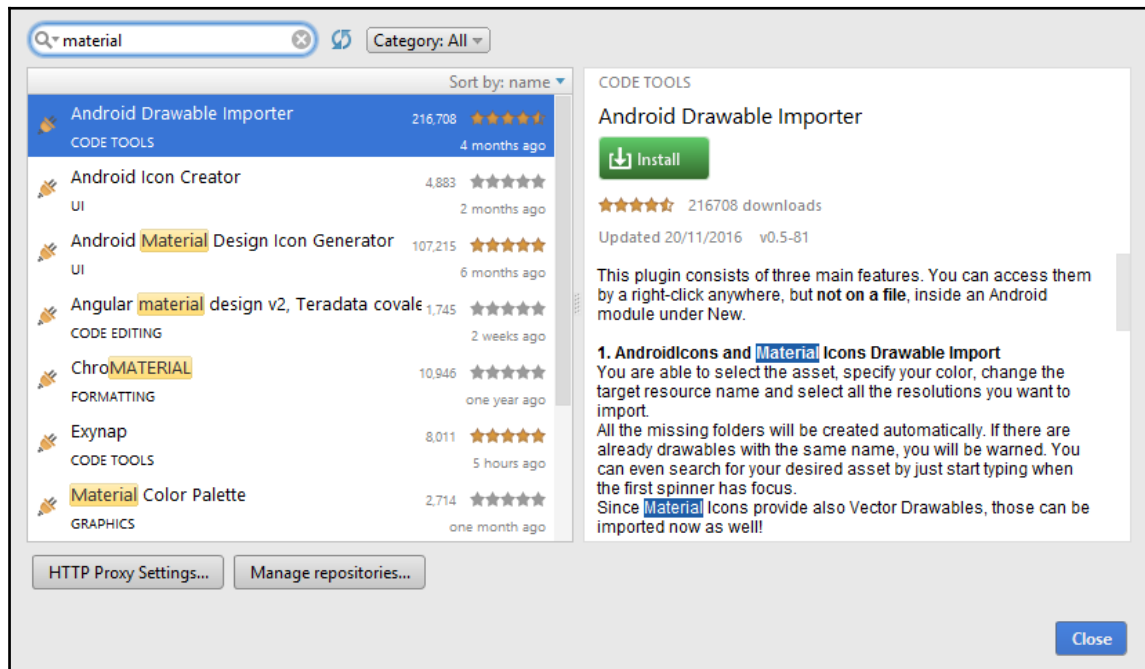 material
Category: All
Sort by: name
Android Drawable Importer 216,708
CODE TOOLS 4 months ago
Android Icon Creator 4,883
UI 2 months ago
Android Material Design Icon Generator 107,215
UI 6 months ago
Angular material design v2, Teradata covale 1,745
CODE EDITING 2 weeks ago
ChroMATERIAL 10,946
FORMATTING one year ago
Exynap 8,011
CODE TOOLS 5 hours ago
Material Color Palette 2,714
GRAPHICS one month ago
HTTP Proxy Settings... Manage repositories...
CODE TOOLS
Android Drawable Importer
Install
216708 downloads
Updated 20/11/2016 v0.5-81
This plugin consists of three main features. You can access them
by a right-click anywhere, but not on a file, inside an Android
module under New.
1. AndroidIcons and Material Icons Drawable Import
You are able to select the asset, specify your color, change the
target resource name and select all the resolutions you want to
import.
All the missing folders will be created automatically. If there are
already drawables with the same name, you will be warned. You
can even search for your desired asset by just start typing when
the first spinner has focus.
Since Material Icons provide also Vector Drawables, those can be
imported now as well!
Close